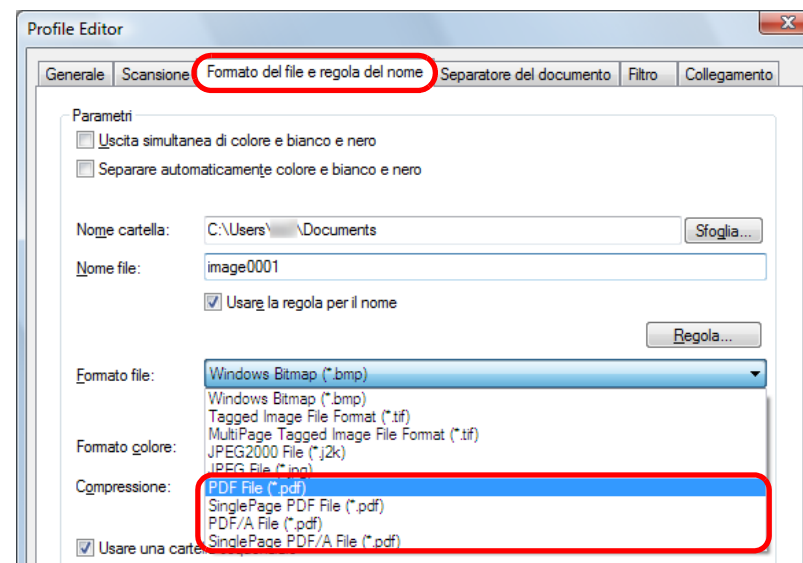 Profile Editor
Generale Scansione Formato del file e regola del nome Separatore del documento Filtro Collegamento
Parametri
Uscita simultanea di colore e bianco e nero
Separare automaticamente colore e bianco e nero
Nome cartella: C:\Users\ \Documents Sfoglia...
Nome file: image0001
Usare la regola per il nome
Regola...
Formato file: Windows Bitmap (*.bmp)
Windows Bitmap (*.bmp)
Tagged Image File Format (*.tif)
MultiPage Tagged Image File Format (*.tif)
Formato colore: JPEG2000 File (*.j2k)
JPEG File (*.jpg)
Compressione: PDF File (*.pdf)
SinglePage PDF File (*.pdf)
PDF/A File (*.pdf)
Usare una SinglePage PDF/A File (*.pdf)